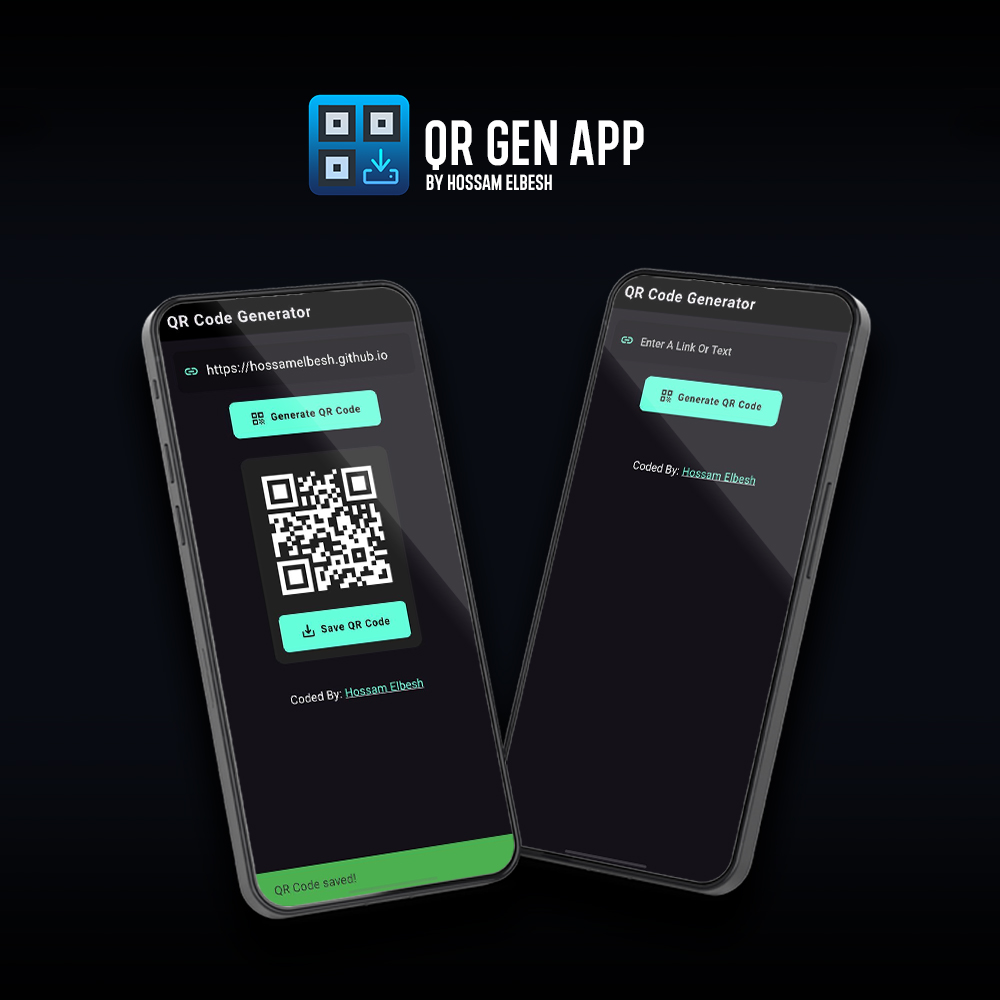 QR GEN APP
BY HOSSAM ELBESH
QR Code Generator
https://hossamelbesh.github.io
Generate QR Code
Save QR Code
Coded By: Hossam Elbesh
QR Code saved!
QR Code Generator
Enter A Link Or Text
Generate QR Code
Coded By: Hossam Elbesh